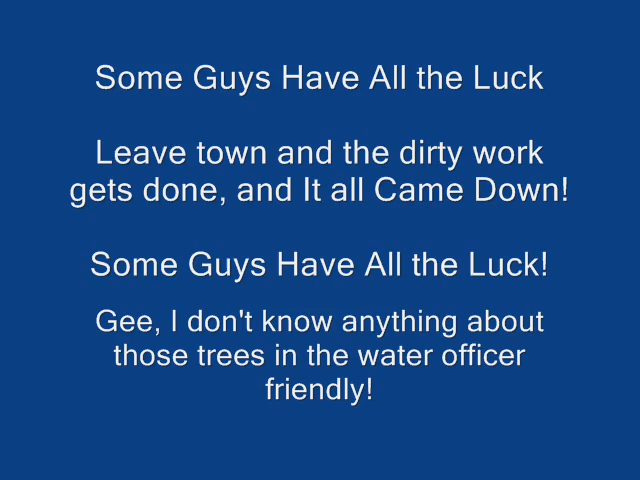 Some Guys Have All the Luck
Leave town and the dirty work
gets done, and It all Came Down!
Some Guys Have All the Luck!
Gee, I don't know anything about
those trees in the water officer
friendly!